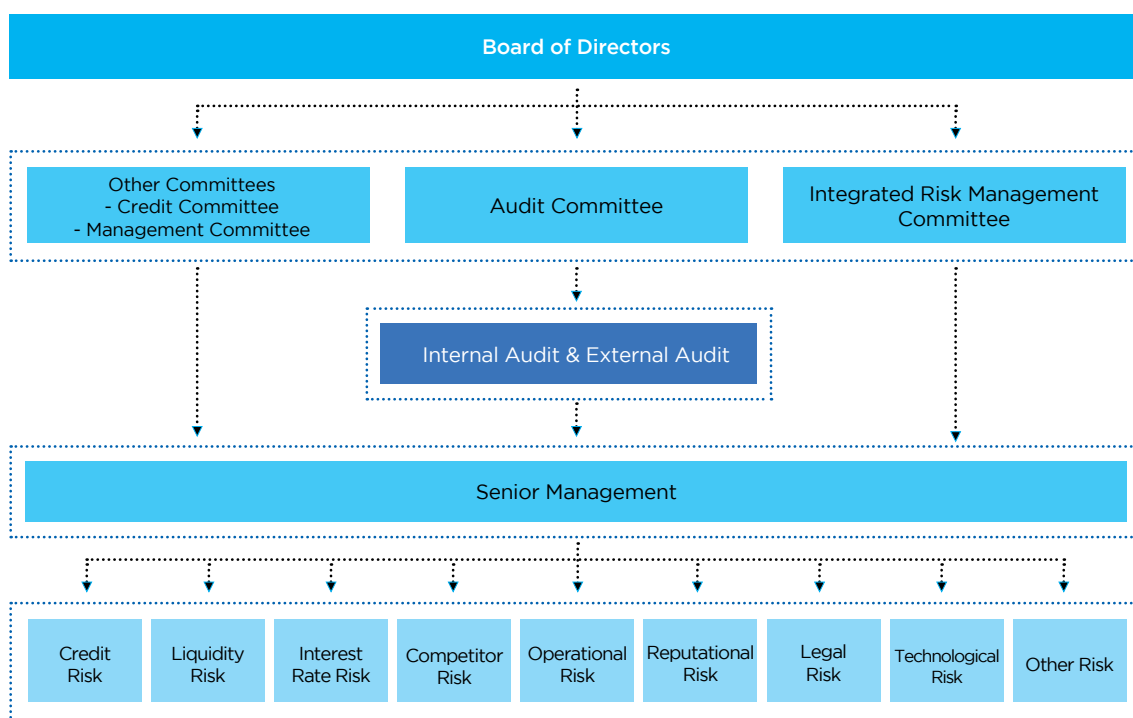 Board of Directors
Other Committees
- Credit Committee
- Management Committee
Audit Committee
Integrated Risk Management
Committee
Internal Audit & External Audit
Senior Management
Credit
Risk
Liquidity
Risk
Interest
Rate Risk
Competitor
Risk
Operational
Risk
Reputational
Risk
Legal
Risk
Technological
Risk
Other Risk